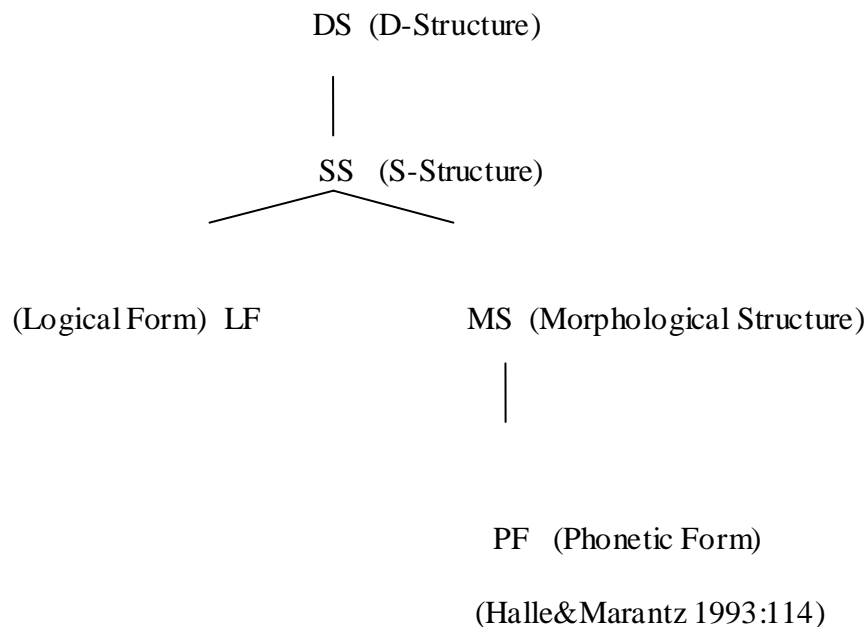 DS (D-Structure)
SS (S-Structure)
(Logical Form) LF MS (Morphological Structure)
PF (Phonetic Form)
(Halle&Marantz 1993:114)